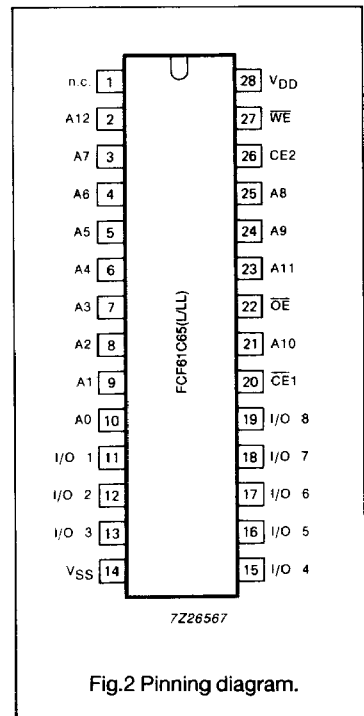 n.c. 1 28 VDD
A12 2 27 W̅E̅
A7 3 26 CE2
A6 4 25 A8
A5 5 24 A9
A4 6 23 A11
A3 7 22 O̅E̅
A2 8 21 A10
A1 9 20 C̅E̅1
A0 10 19 I/O 8
I/O 1 11 18 I/O 7
I/O 2 12 17 I/O 6
I/O 3 13 16 I/O 5
VSS 14 15 I/O 4
FCF61C65(L/LL)
7Z26567
Fig.2 Pinning diagram.